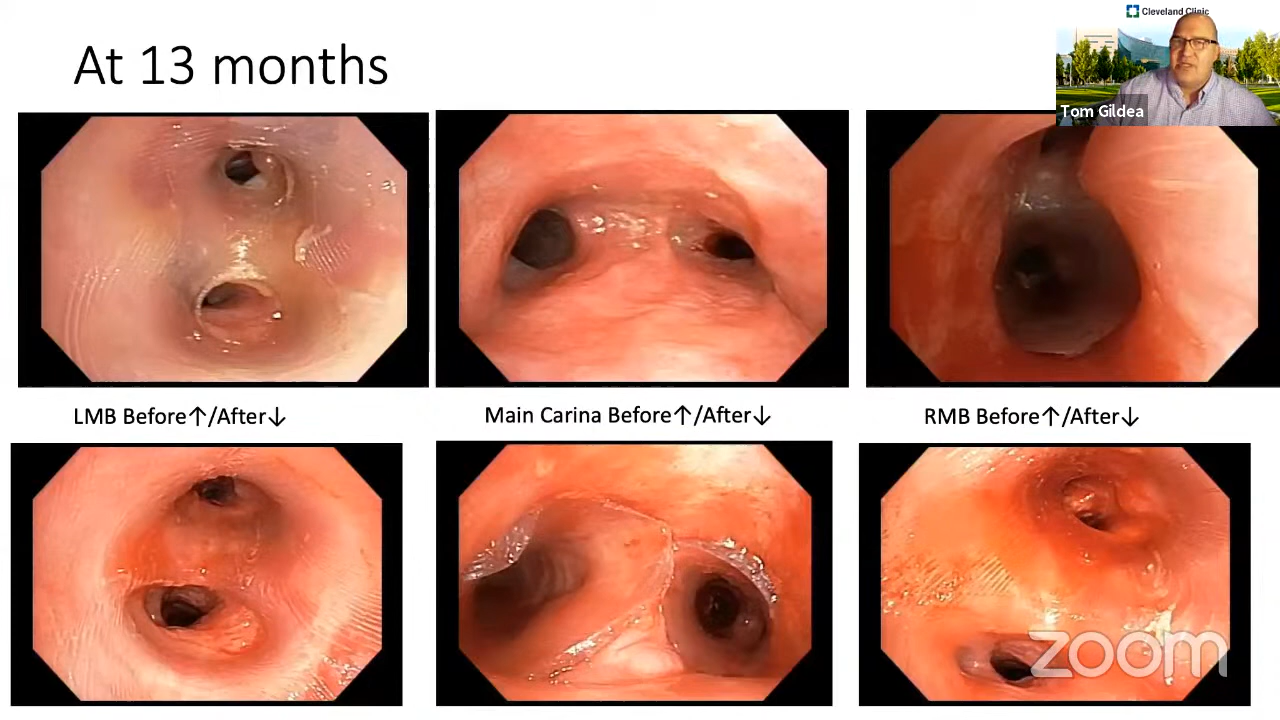 Cleveland Clinic
At 13 months
Tom Gildea
LMB Before↑/After↓
Main Carina Before↑/After↓
RMB Before↑/After↓
zoom